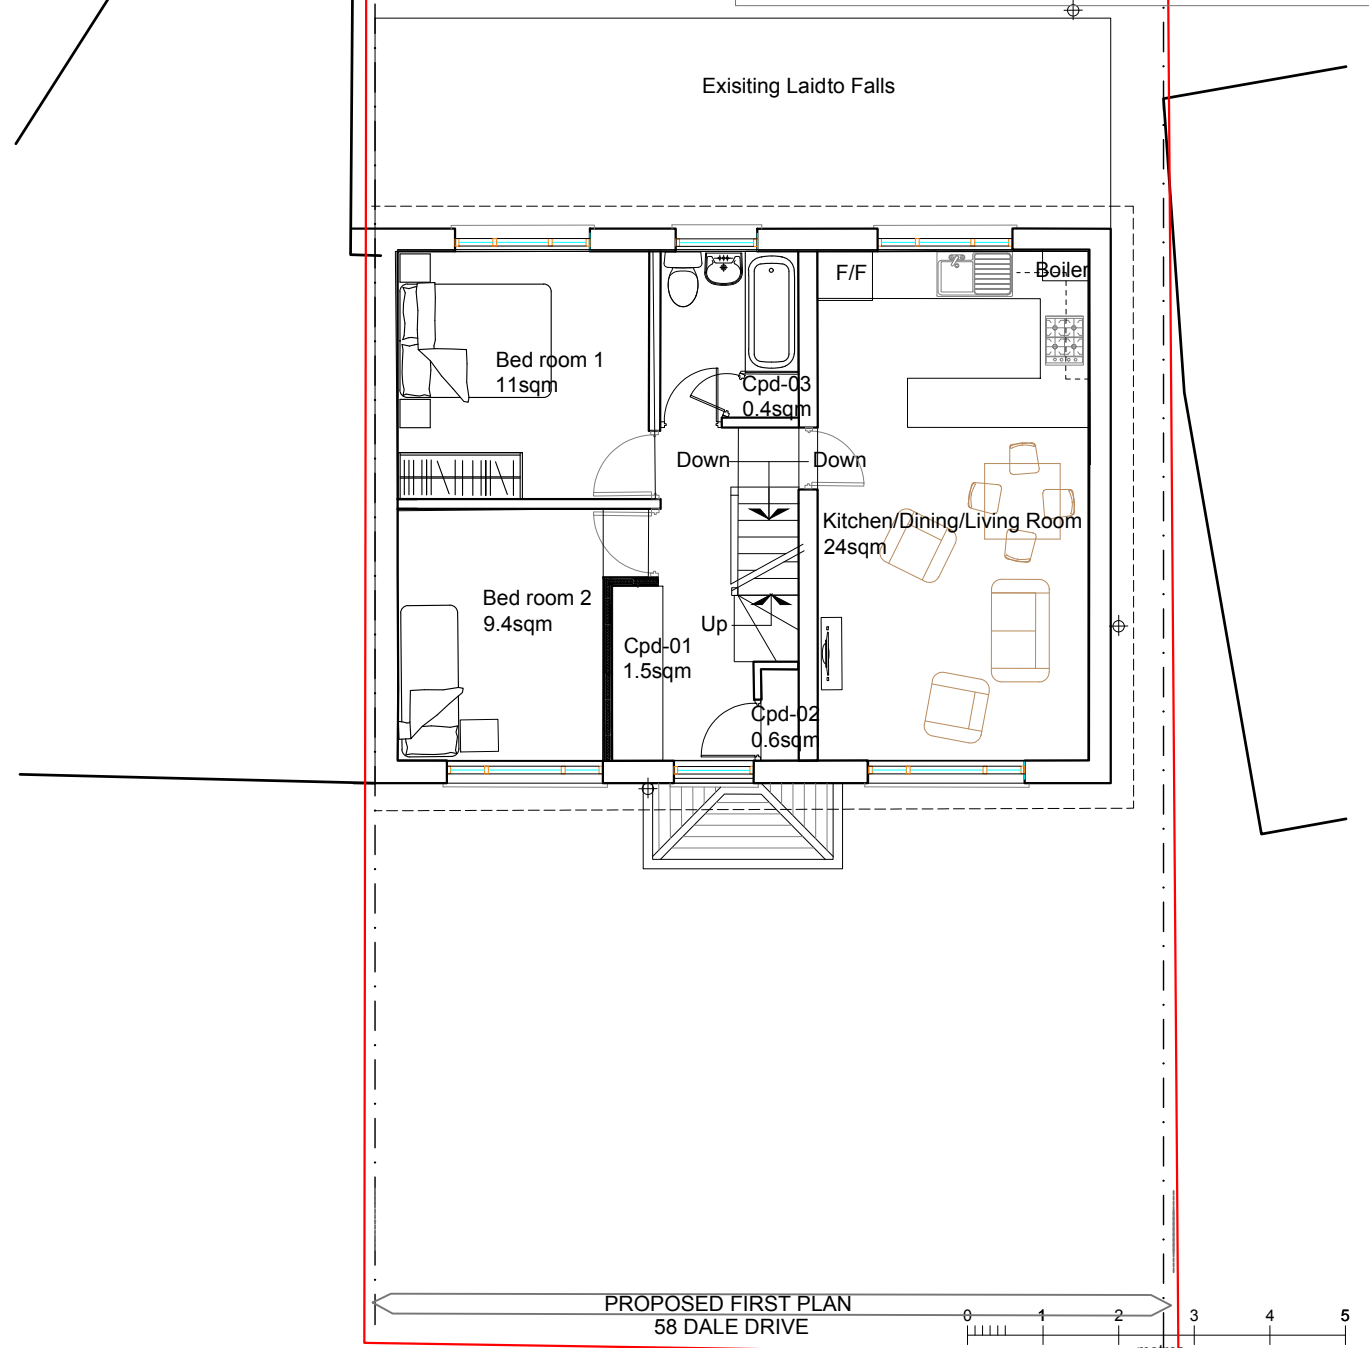 Exisiting Laidto Falls
F/F
Boiler
Bed room 1
11sqm
Cpd-03
0.4sqm
Down
Down
Kitchen/Dining/Living Room
24sqm
Bed room 2
9.4sqm
Up
Cpd-01
1.5sqm
Cpd-02
0.6sqm
PROPOSED FIRST PLAN
58 DALE DRIVE
0 1 2 3 4 5